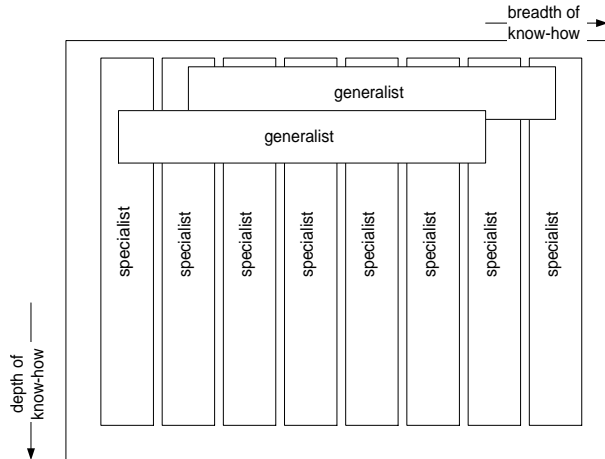 breadth of
know-how
generalist
generalist
specialist
specialist
specialist
specialist
specialist
specialist
specialist
specialist
depth of
know-how